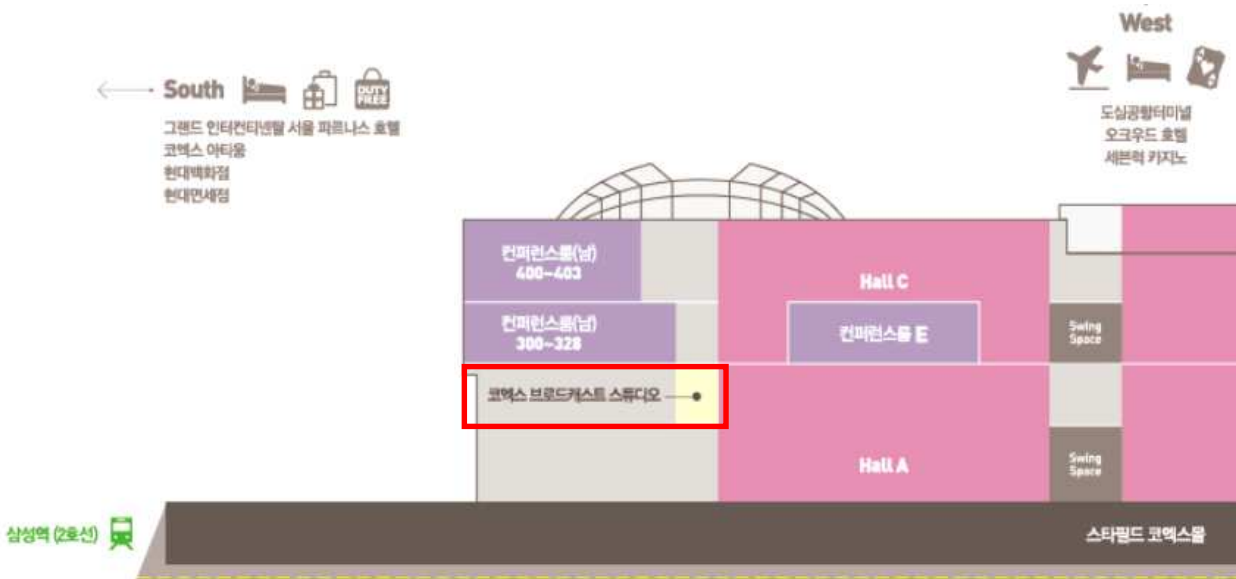 West
South
DUTY FREE
그랜드 인터컨티넨탈 서울 파르나스 호텔
코엑스 아티움
현대백화점
현대면세점
도심공항터미널
오크우드 호텔
세븐럭 카지노
컨퍼런스룸(남)
400~403
Hall C
컨퍼런스룸(남)
300~328
컨퍼런스룸 E
Swing
Space
코엑스 브로드캐스트 스튜디오
Hall A
Swing
Space
삼성역 (2호선)
스타필드 코엑스몰